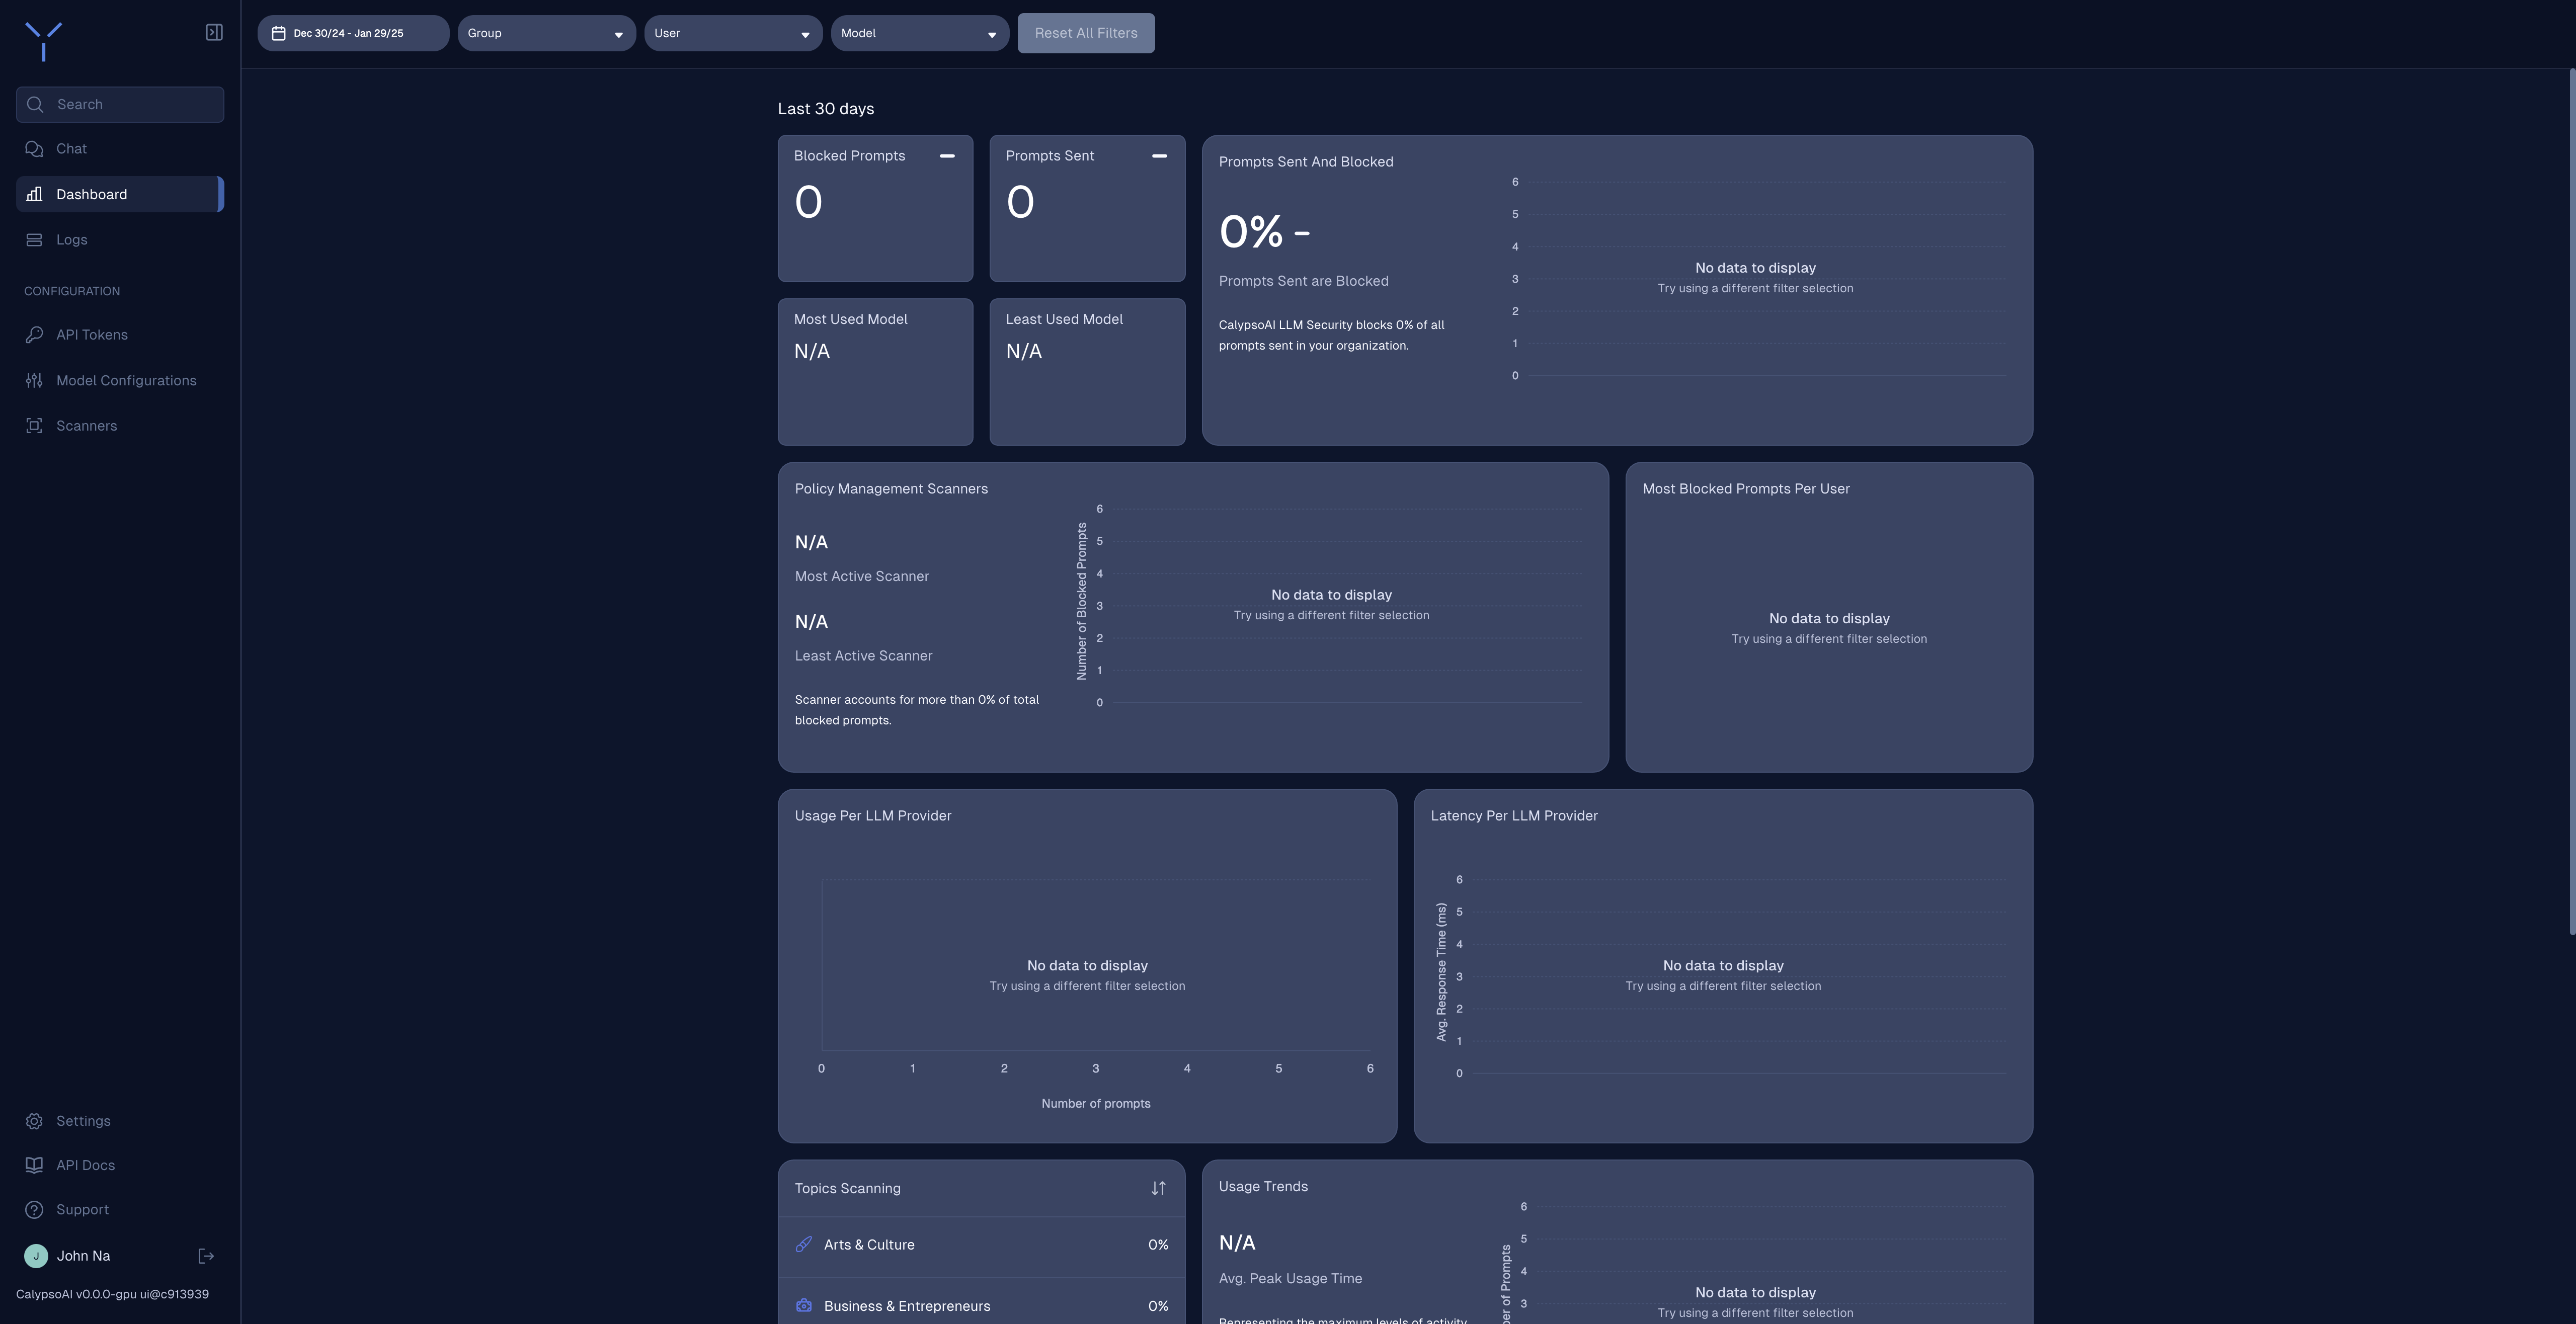 Dec 30/24 - Jan 29/25
Group
User
Model
Reset All Filters
Search
Chat
Dashboard
Logs
CONFIGURATION
API Tokens
Model Configurations
Scanners
Settings
API Docs
Support
J
John Na
CalypsoAI v0.0.0-gpu ui@c913939
Last 30 days
Blocked Prompts
0
Prompts Sent
0
Most Used Model
N/A
Least Used Model
N/A
Prompts Sent And Blocked
0% -
Prompts Sent are Blocked
CalypsoAI LLM Security blocks 0% of all
prompts sent in your organization.
6
5
4
3
2
1
0
No data to display
Try using a different filter selection
Policy Management Scanners
N/A
Most Active Scanner
N/A
Least Active Scanner
Scanner accounts for more than 0% of total
blocked prompts.
Number of Blocked Prompts
6
5
4
3
2
1
0
No data to display
Try using a different filter selection
Most Blocked Prompts Per User
No data to display
Try using a different filter selection
Usage Per LLM Provider
No data to display
Try using a different filter selection
0 1 2 3 4 5 6
Number of prompts
Latency Per LLM Provider
Avg. Response Time (ms)
6
5
4
3
2
1
0
No data to display
Try using a different filter selection
Topics Scanning
Arts & Culture 0%
Business & Entrepreneurs 0%
Usage Trends
N/A
Avg. Peak Usage Time
Representing the maximum levels of activity
of Prompts
6
5
4
3
No data to display
Try using a different filter selection